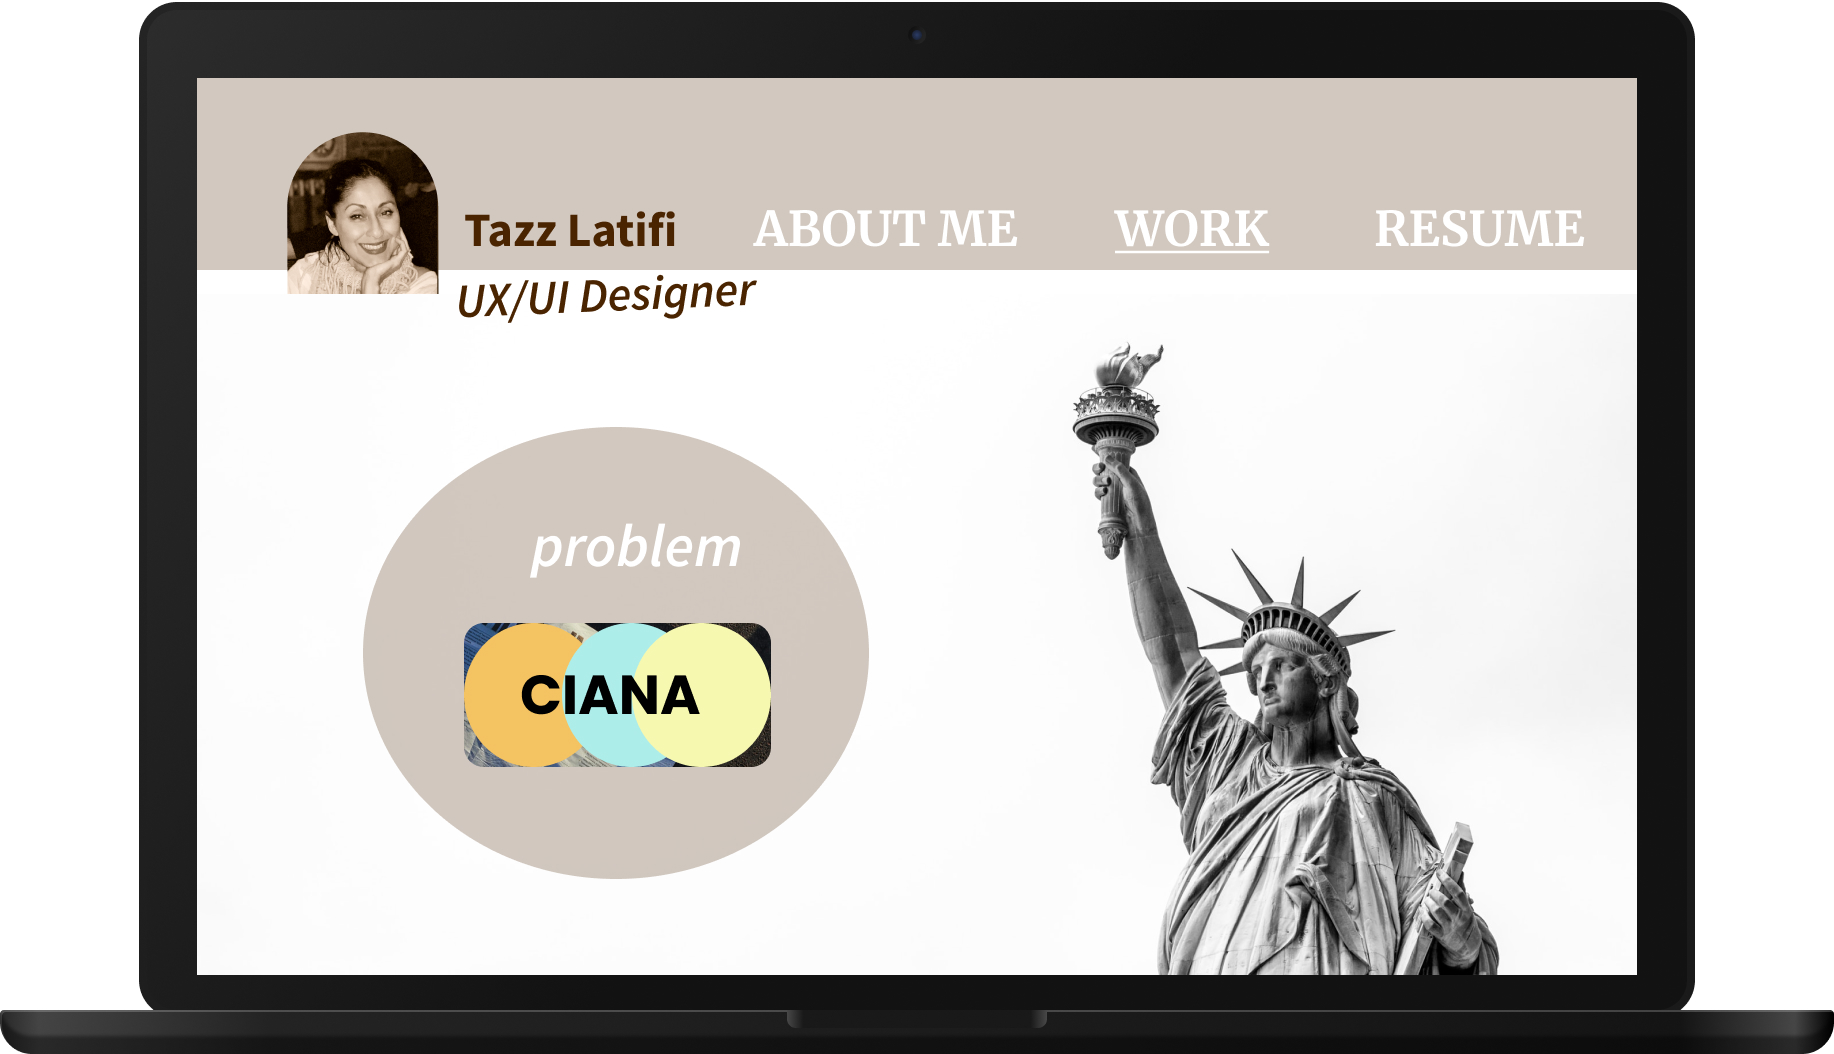 Tazz Latifi
ABOUT ME
WORK
RESUME
UX/UI Designer
problem
CIANA